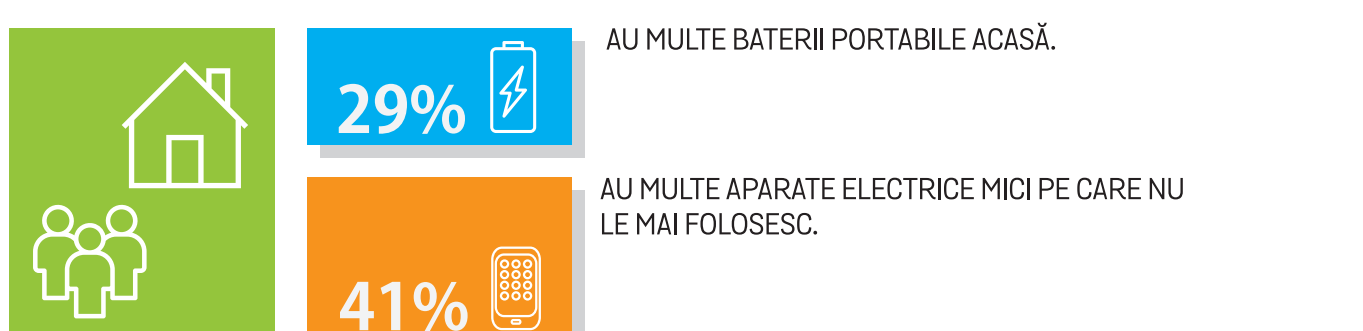 29%
AU MULTE BATERII PORTABILE ACASĂ.
41%
AU MULTE APARATE ELECTRICE MICI PE CARE NU
LE MAI FOLOSESC.